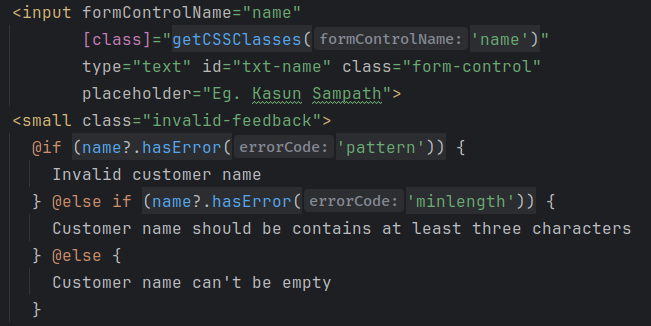 <input formControlName="name"
[class]="getCSSClasses( formControlName: 'name')"
type="text" id="txt-name" class="form-control"
placeholder="Eg. Kasun Sampath">
<small class="invalid-feedback">
@if (name?.hasError( errorCode: 'pattern')) {
Invalid customer name
} @else if (name?.hasError( errorCode: 'minlength')) {
Customer name should be contains at least three characters
} @else {
Customer name can't be empty
}